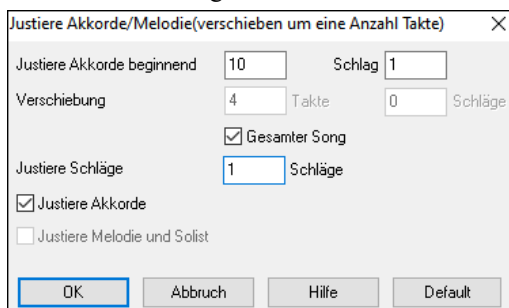 Justiere Akkorde/Melodie(verschieben um eine Anzahl Takte)
Justiere Akkorde beginnend 10 Schlag 1
Verschiebung 4 Takte 0 Schläge
Gesamter Song
Justiere Schläge 1 Schläge
Justiere Akkorde
Justiere Melodie und Solist
OK Abbruch Hilfe Default